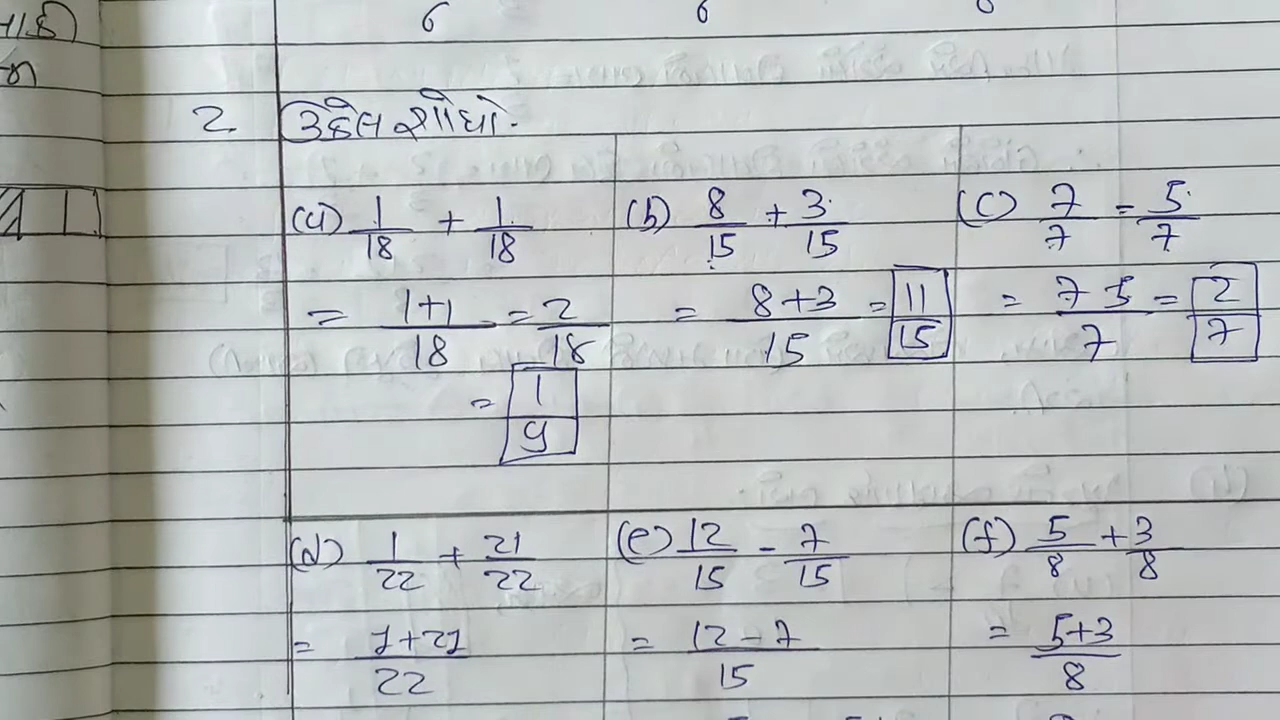 6 6
2. ઉકેલ શોધો.
(a) 1/18 + 1/18 (b) 8/15 + 3/15 (c) 7/7 - 5/7
= 1+1/18 = 2/18 = 8+3/15 = 11/15 = 7 5/7 = 2/7
= 1/9
(d) 1/22 + 21/22 (e) 12/15 - 7/15 (f) 5/8 + 3/8
= 1+21/22 = 12-7/15 = 5+3/8